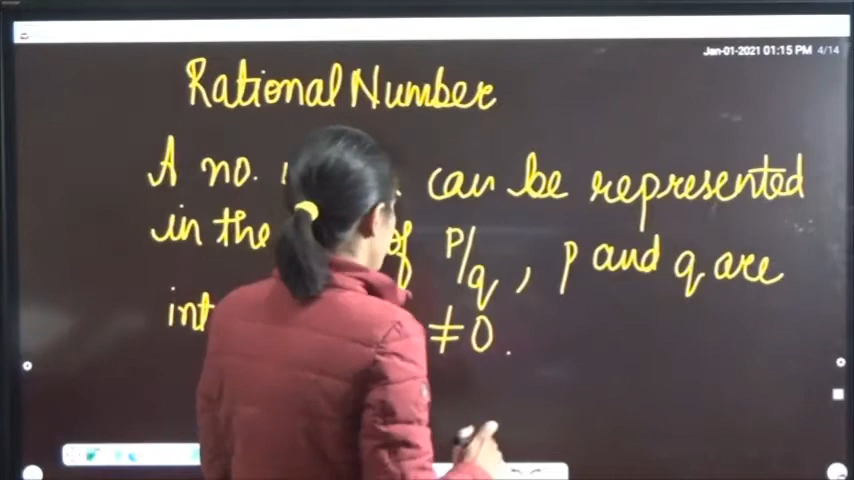 Jan-01-2021 01:15 PM 4/14
Rational Number
A no. can be represented
in the of P/q, p and q are
int ≠ 0.